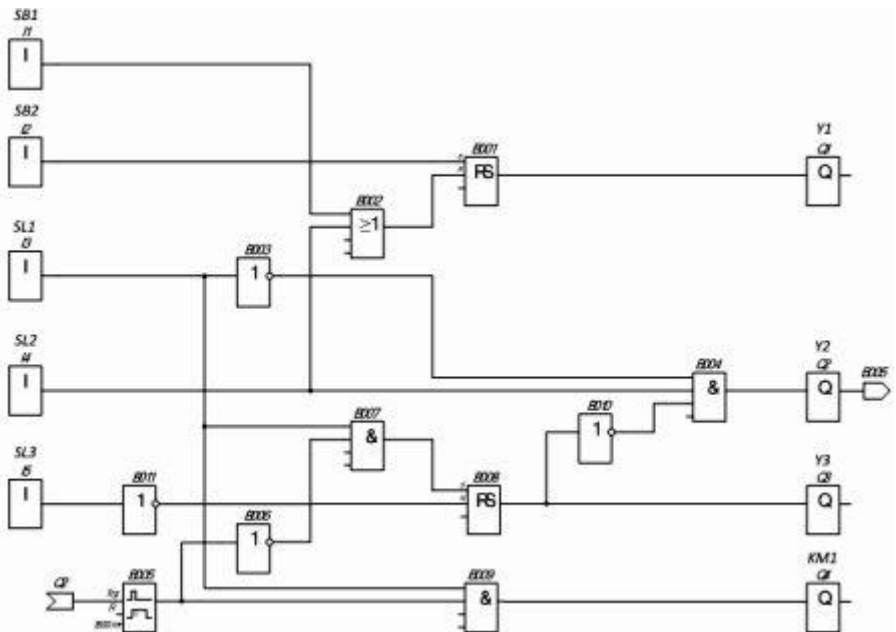 SB1
I1
I
SB2
I2
I
B001
RS
Y1
Q1
Q
B002
≥1
SL1
I3
I
B003
1
SL2
I4
I
B004
&
Y2
Q2
Q
B005
B007
&
B010
1
SL3
I5
I
B011
1
B008
RS
Y3
Q3
Q
B006
1
Q2
B005
Trg
B009
&
KM1
Q4
Q